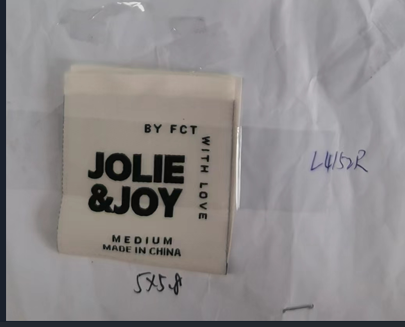 BY FCT
WITH LOVE
JOLIE
&JOY
MEDIUM
MADE IN CHINA
5X5.8
L4152R